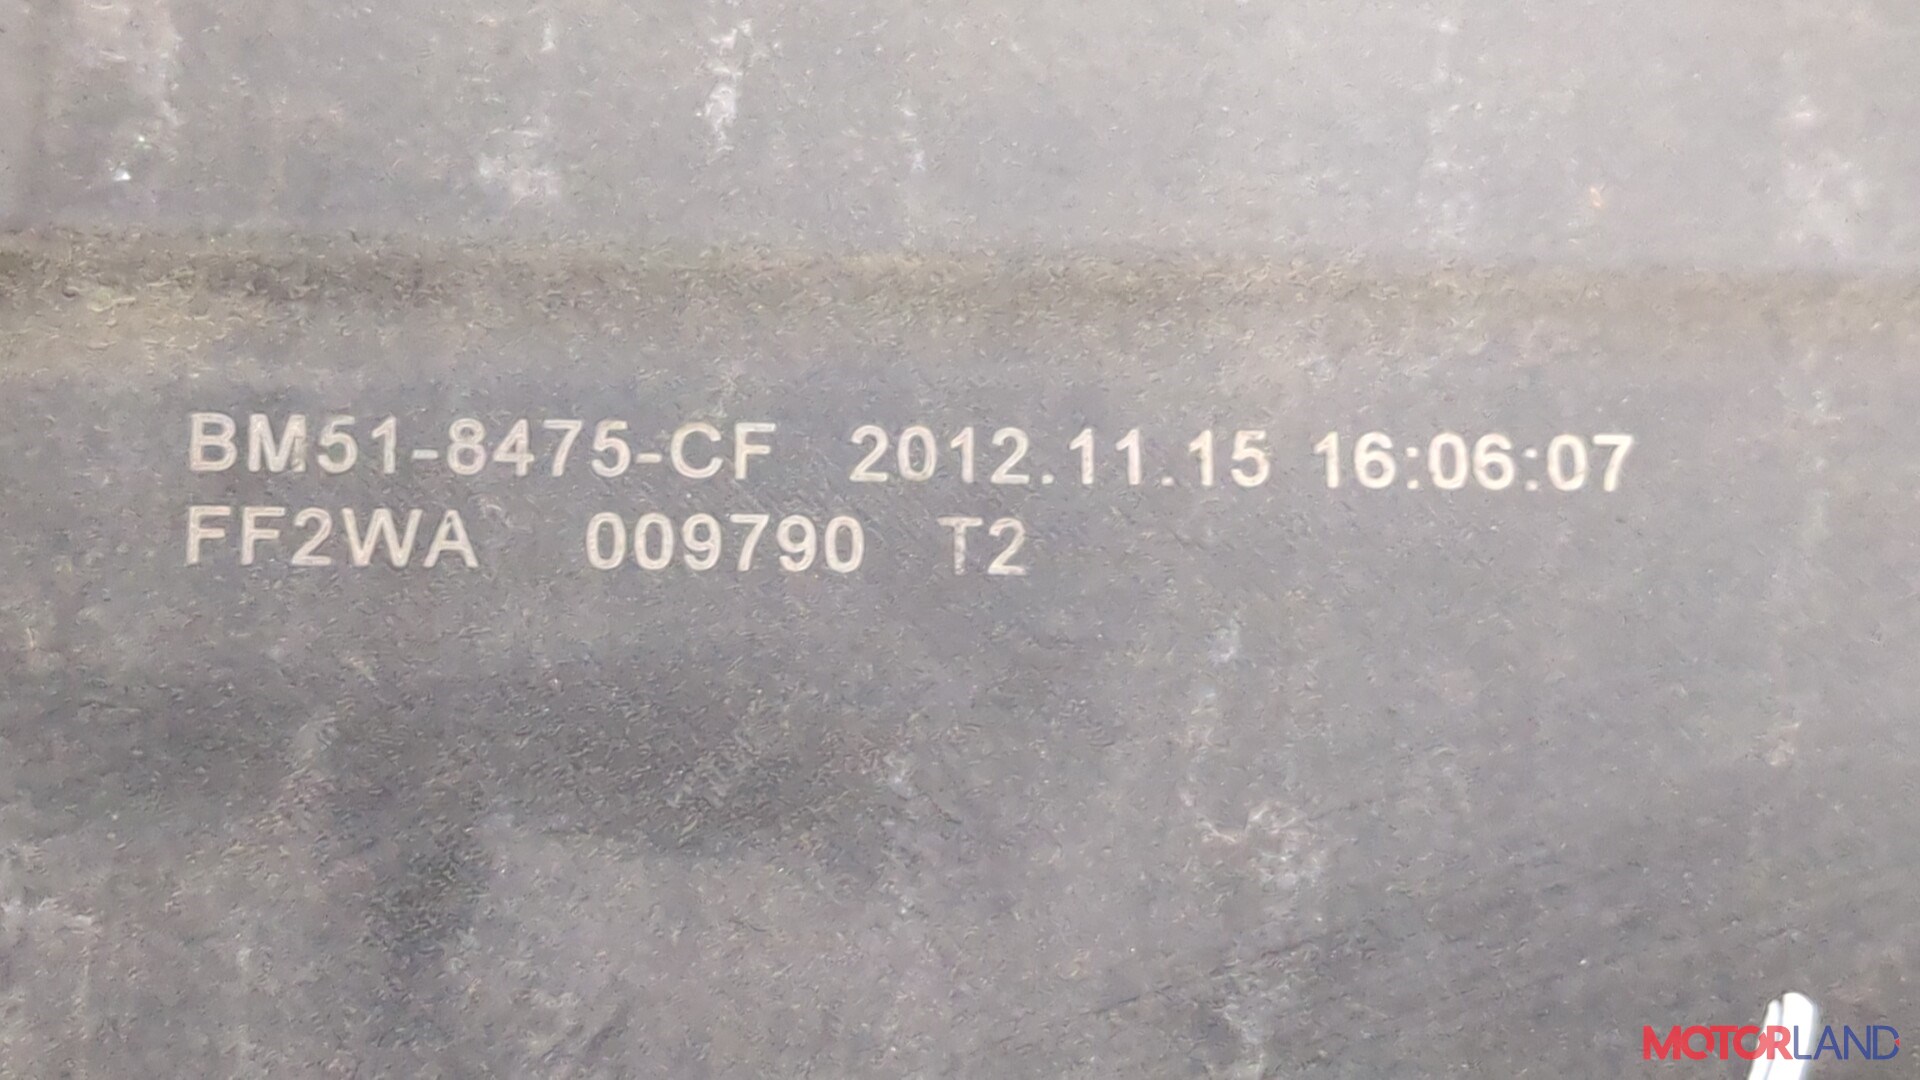 BM51-8475-CF 2012.11.15 16:06:07
FF2WA 009790 T2
MOTORLAND